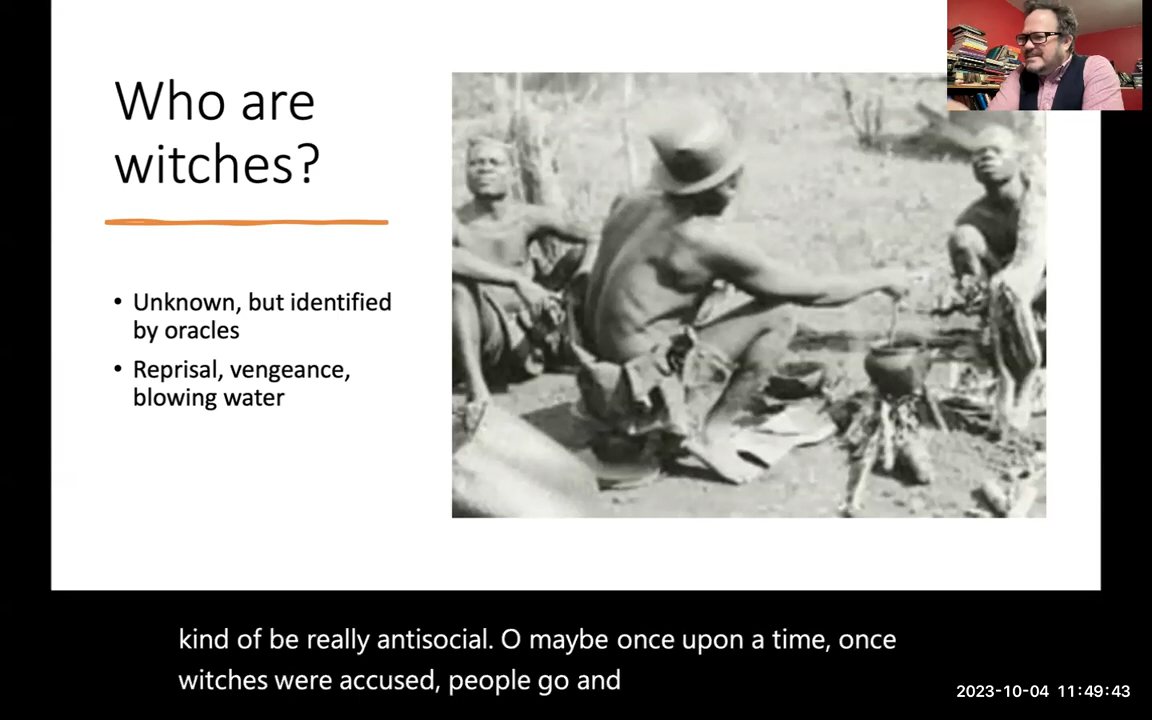 Who are
witches?
• Unknown, but identified
by oracles
• Reprisal, vengeance,
blowing water
kind of be really antisocial. O maybe once upon a time, once
witches were accused, people go and
2023-10-04 11:49:43